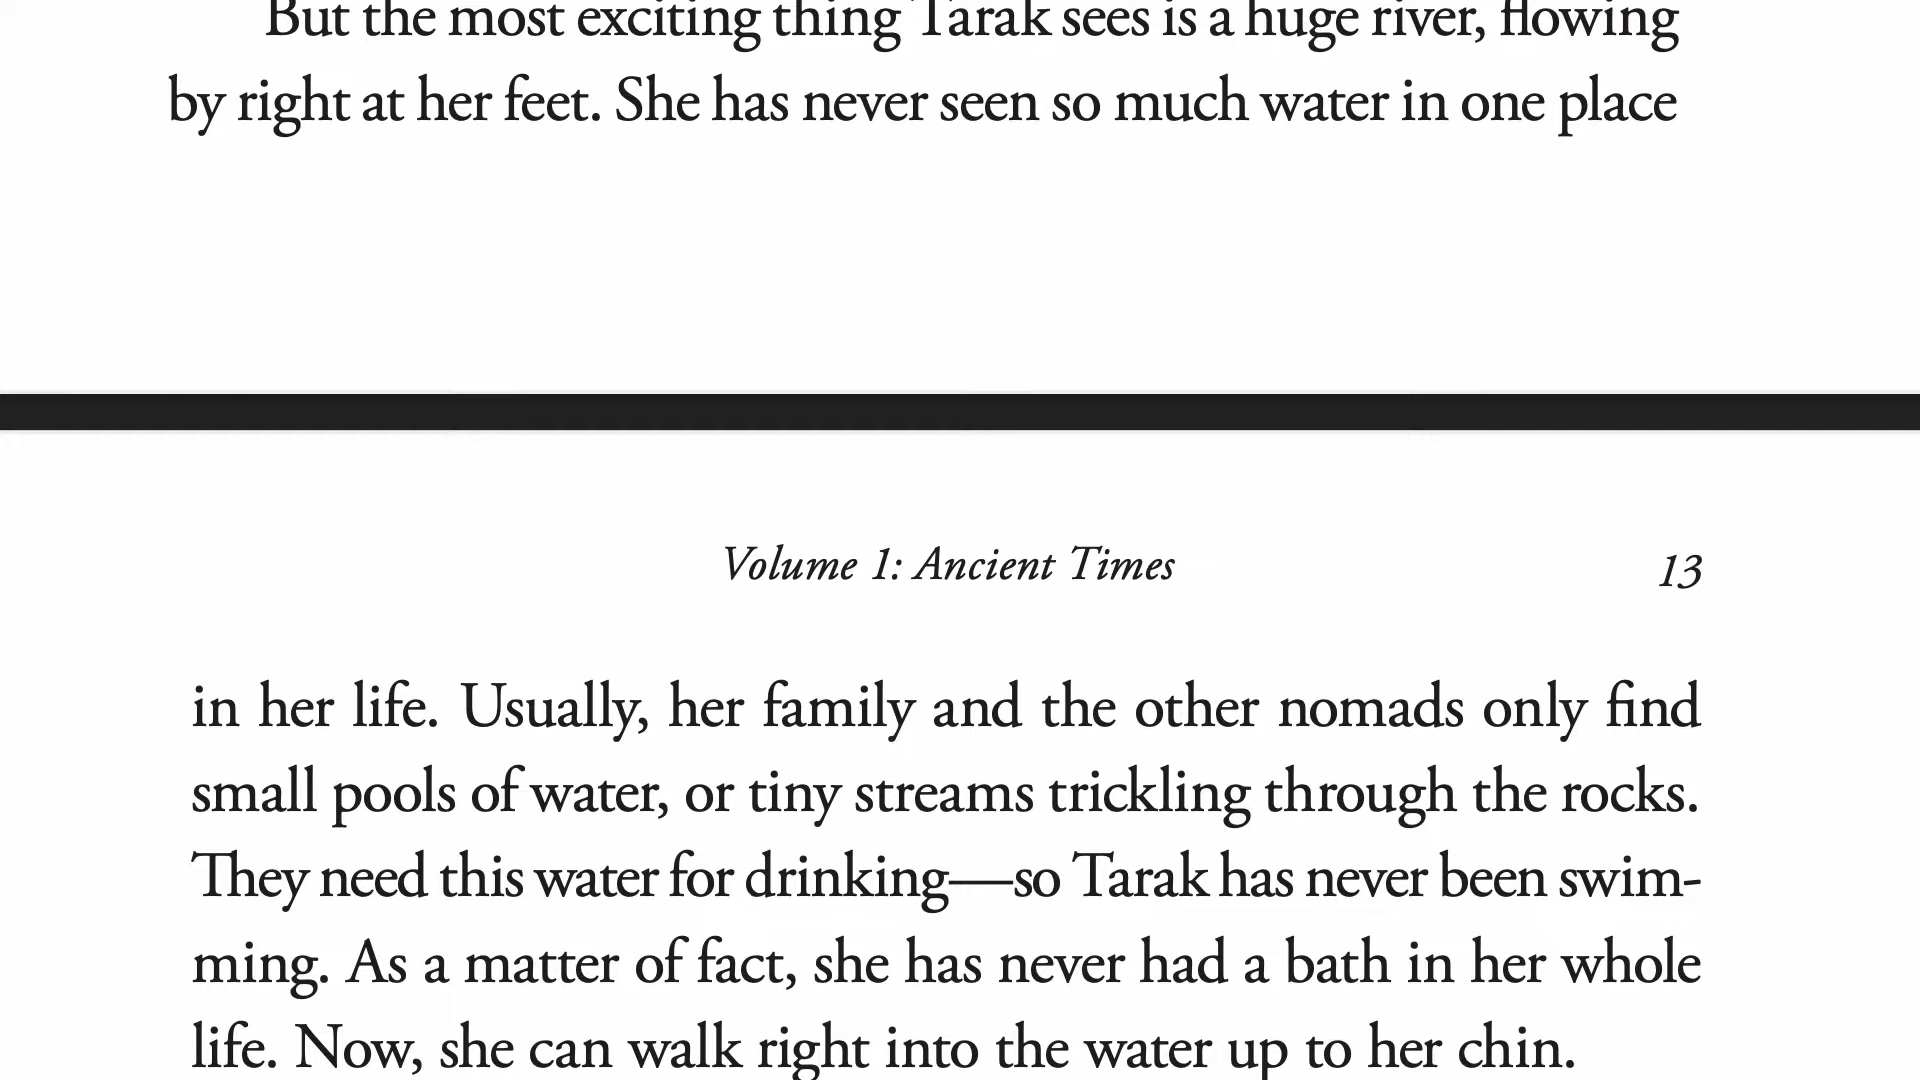 But the most exciting thing Tarak sees is a huge river, flowing
by right at her feet. She has never seen so much water in one place
Volume 1: Ancient Times 13
in her life. Usually, her family and the other nomads only find
small pools of water, or tiny streams trickling through the rocks.
They need this water for drinking—so Tarak has never been swim-
ming. As a matter of fact, she has never had a bath in her whole
life. Now, she can walk right into the water up to her chin.